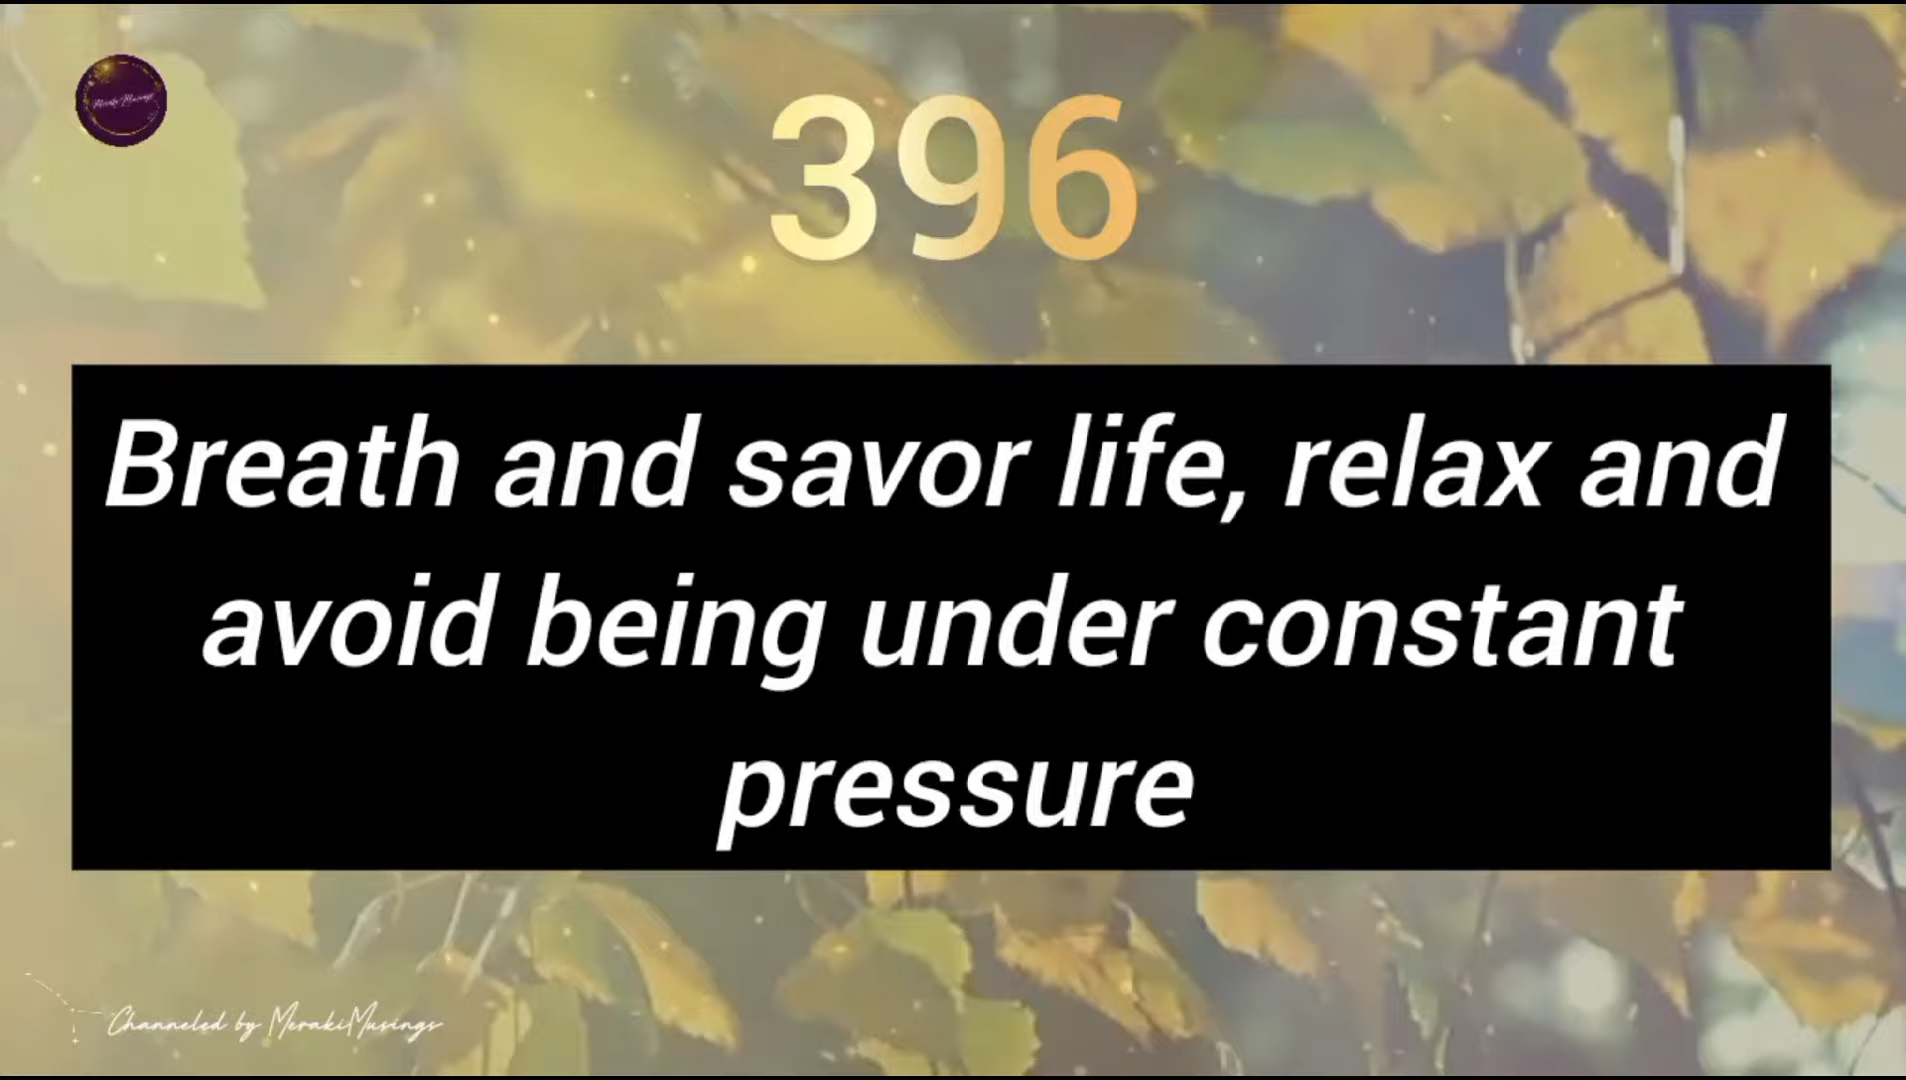 396
Breath and savor life, relax and
avoid being under constant
pressure
Channeled by MerakiMusings